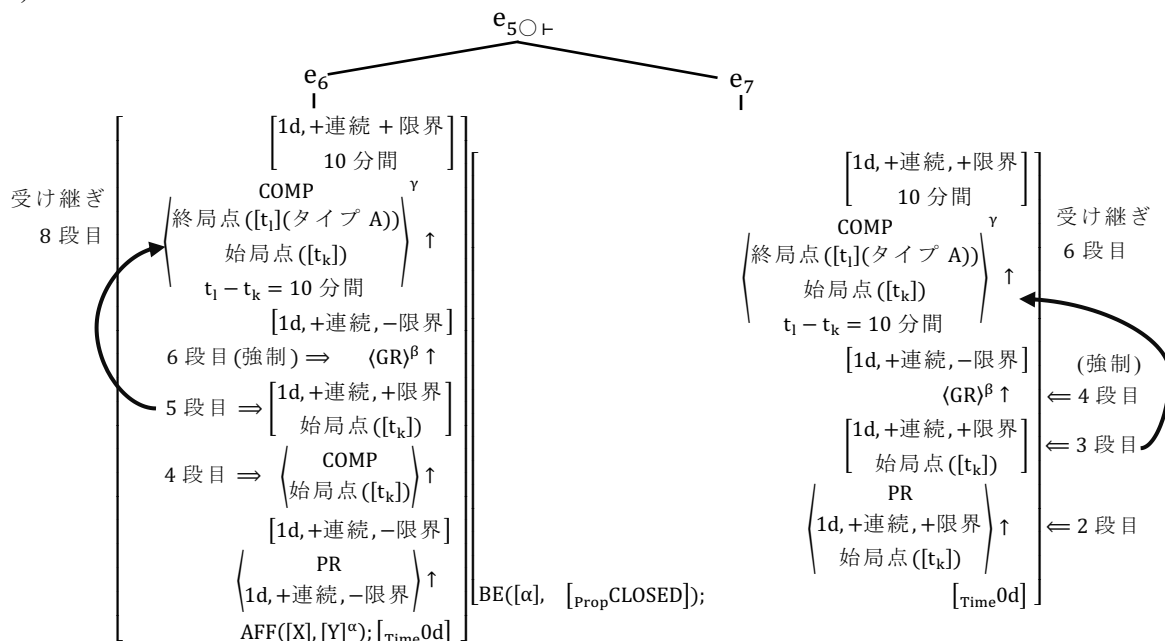 e5○⊢
e6
e7
[1d, +連続 + 限界]
10 分間
COMP
γ
終局点([tl](タイプ A))
↑
始局点([tk])
tl − tk = 10 分間
[1d, +連続, −限界]
6 段目(強制) ⟹ ⟨GR⟩β ↑
5 段目 ⟹
[1d, +連続, +限界]
始局点([tk])
4 段目 ⟹
COMP
始局点([tk])
↑
[1d, +連続, −限界]
PR
1d, +連続, −限界
↑
AFF([X], [Y]α); [Time0d]
受け継ぎ
8 段目
[1d, +連続, +限界]
10 分間
COMP
γ
終局点([tl](タイプ A))
↑
始局点([tk])
tl − tk = 10 分間
[1d, +連続, −限界]
⟨GR⟩β ↑
(強制)
⟸ 4 段目
[1d, +連続, +限界]
始局点([tk])
⟸ 3 段目
PR
1d, +連続, +限界
始局点([tk])
↑
⟸ 2 段目
BE([α], [PropCLOSED]); [Time0d]
受け継ぎ
6 段目